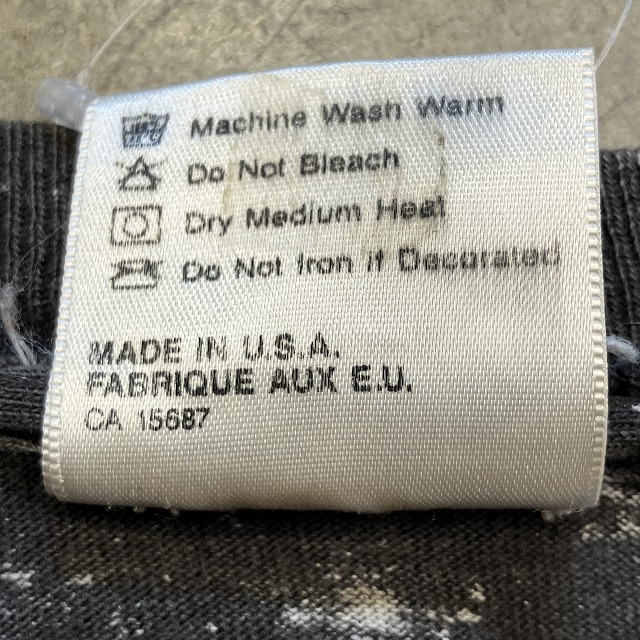 Machine Wash Warm
Do Not Bleach
Dry Medium Heat
Do Not Iron if Decorated
MADE IN U.S.A.
FABRIQUE AUX E.U.
CA 15687